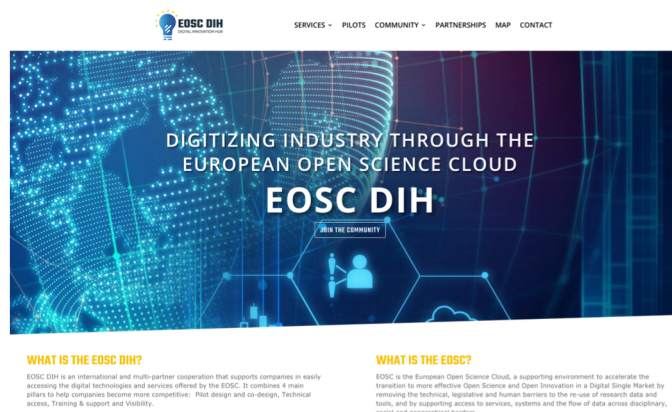 EOSC DIH
DIGITAL INNOVATION HUB
SERVICES PILOTS COMMUNITY PARTNERSHIPS MAP CONTACT
DIGITIZING INDUSTRY THROUGH THE
EUROPEAN OPEN SCIENCE CLOUD
EOSC DIH
JOIN THE COMMUNITY
WHAT IS THE EOSC DIH?
EOSC DIH is an international and multi-partner cooperation that supports companies in easily
accessing the digital technologies and services offered by the EOSC. It combines 4 main
pillars to help companies become more competitive: Pilot design and co-design, Technical
access, Training & support and Visibility.
WHAT IS THE EOSC?
EOSC is the European Open Science Cloud, a supporting environment to accelerate the
transition to more effective Open Science and Open Innovation in a Digital Single Market by
removing the technical, legislative and human barriers to the re-use of research data and
tools, and by supporting access to services, systems and the flow of data across disciplinary,